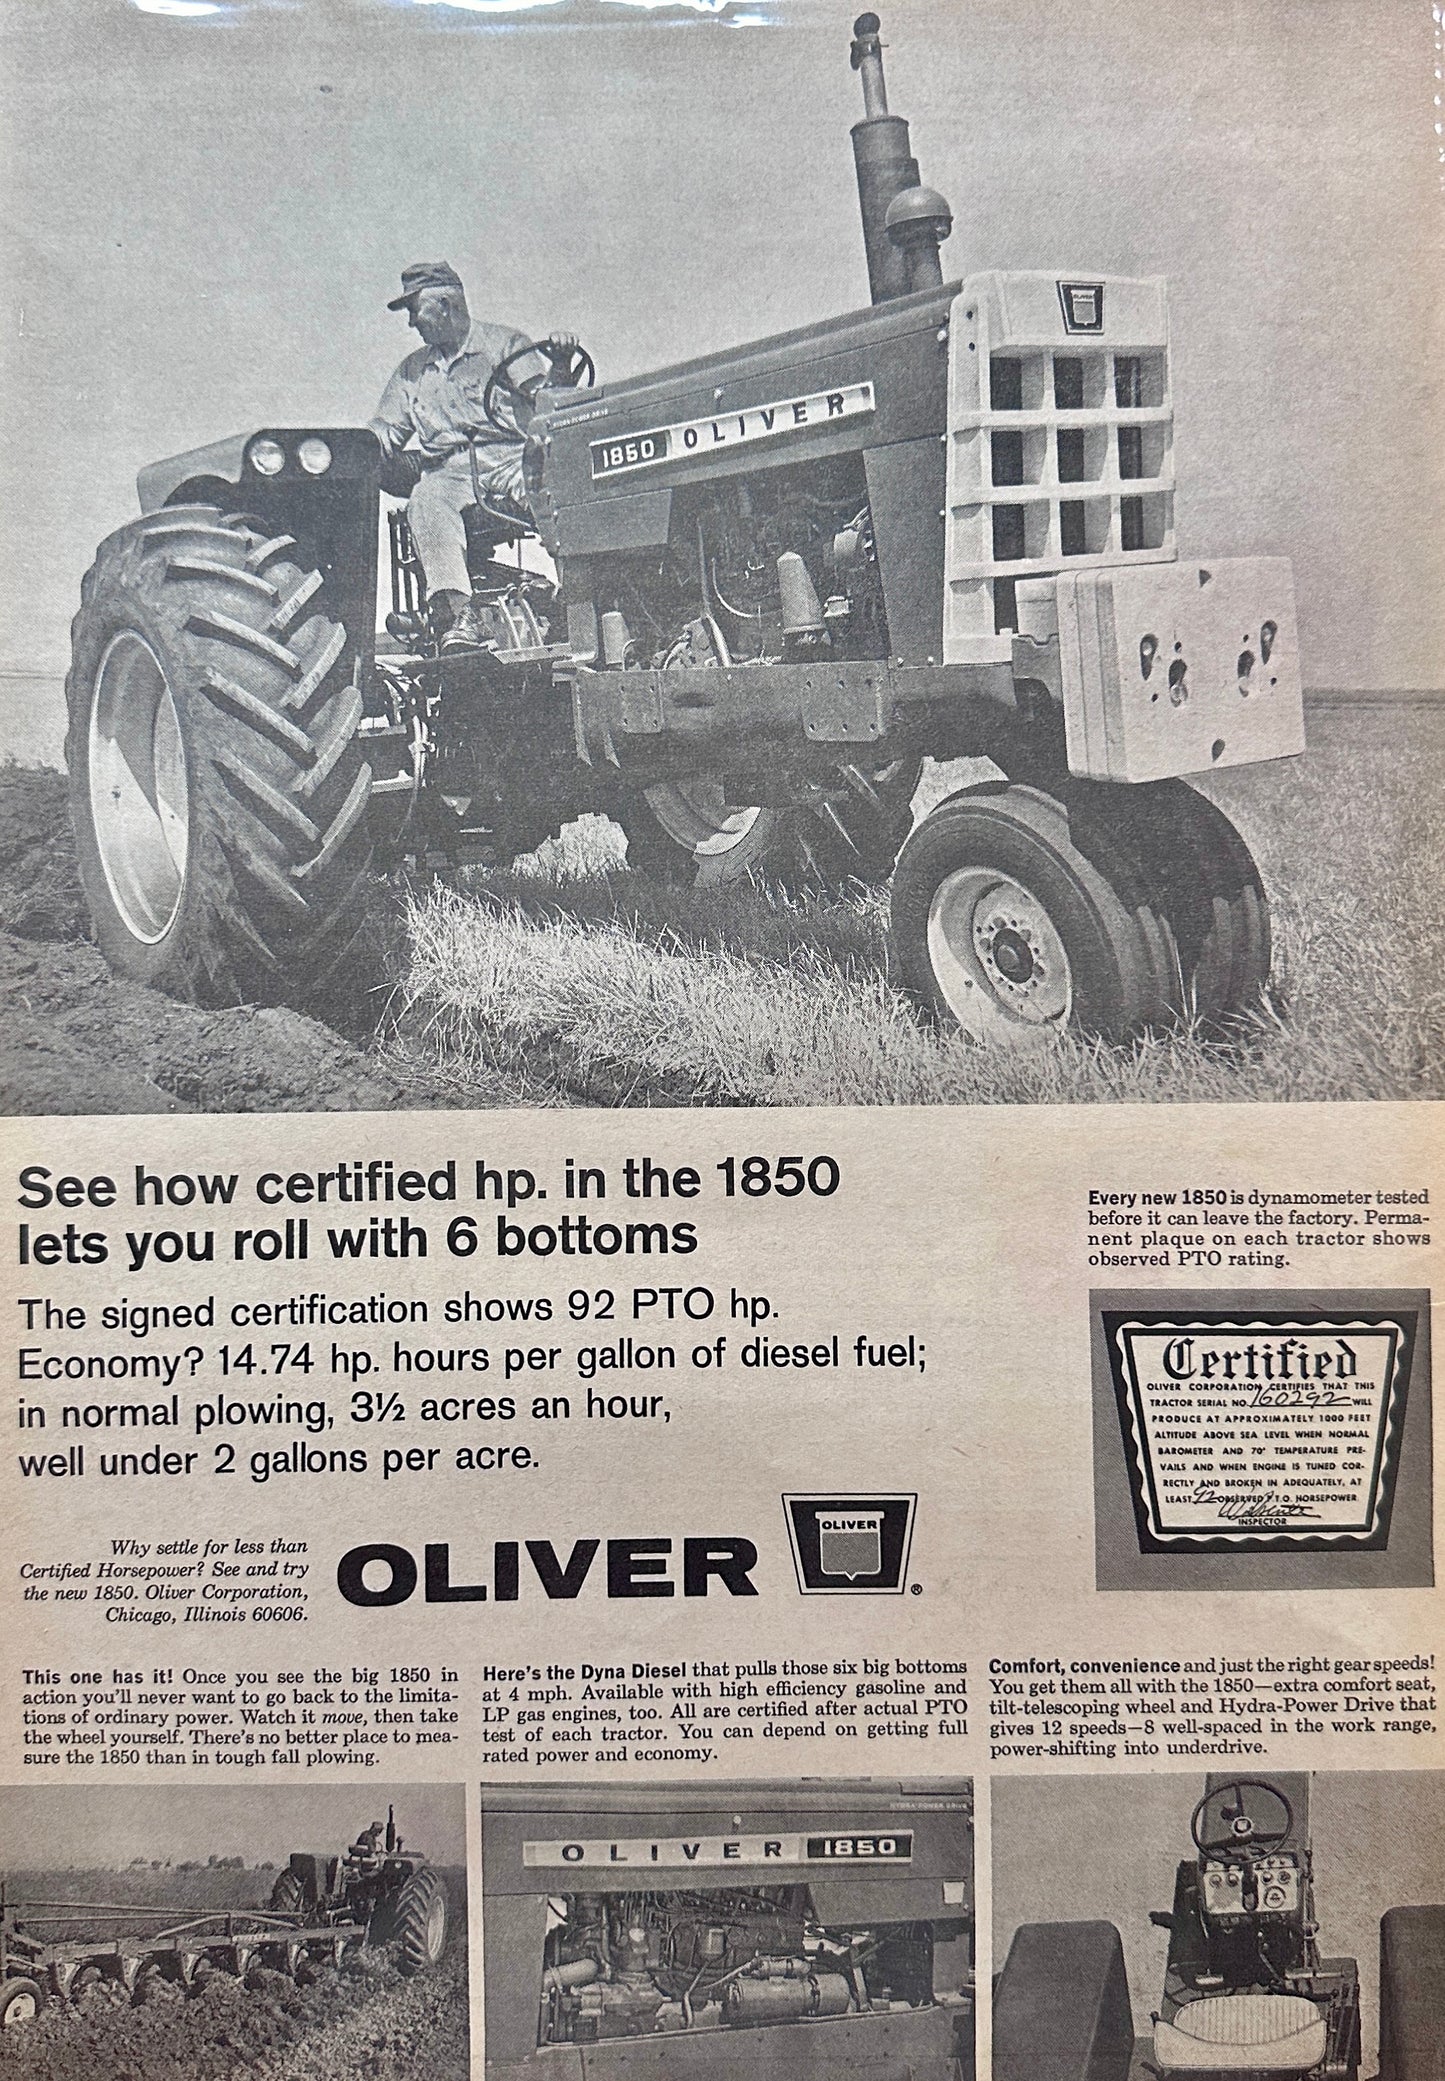 OLIVER
HYDRA-POWER DRIVE
1850 OLIVER
See how certified hp. in the 1850
lets you roll with 6 bottoms
The signed certification shows 92 PTO hp.
Economy? 14.74 hp. hours per gallon of diesel fuel;
in normal plowing, 3½ acres an hour,
well under 2 gallons per acre.
Why settle for less than
Certified Horsepower? See and try
the new 1850. Oliver Corporation,
Chicago, Illinois 60606.
OLIVER
OLIVER
®
Every new 1850 is dynamometer tested
before it can leave the factory. Perma-
nent plaque on each tractor shows
observed PTO rating.
Certified
OLIVER CORPORATION CERTIFIES THAT THIS
TRACTOR SERIAL NO. 160292 WILL
PRODUCE AT APPROXIMATELY 1000 FEET
ALTITUDE ABOVE SEA LEVEL WHEN NORMAL
BAROMETER AND 70° TEMPERATURE PRE-
VAILS AND WHEN ENGINE IS TUNED COR-
RECTLY AND BROKEN IN ADEQUATELY, AT
LEAST 92 OBSERVED P.T.O. HORSEPOWER
INSPECTOR
This one has it! Once you see the big 1850 in
action you'll never want to go back to the limita-
tions of ordinary power. Watch it move, then take
the wheel yourself. There's no better place to mea-
sure the 1850 than in tough fall plowing.
Here's the Dyna Diesel that pulls those six big bottoms
at 4 mph. Available with high efficiency gasoline and
LP gas engines, too. All are certified after actual PTO
test of each tractor. You can depend on getting full
rated power and economy.
Comfort, convenience and just the right gear speeds!
You get them all with the 1850—extra comfort seat,
tilt-telescoping wheel and Hydra-Power Drive that
gives 12 speeds—8 well-spaced in the work range,
power-shifting into underdrive.
HYDRA-POWER DRIVE
OLIVER 1850